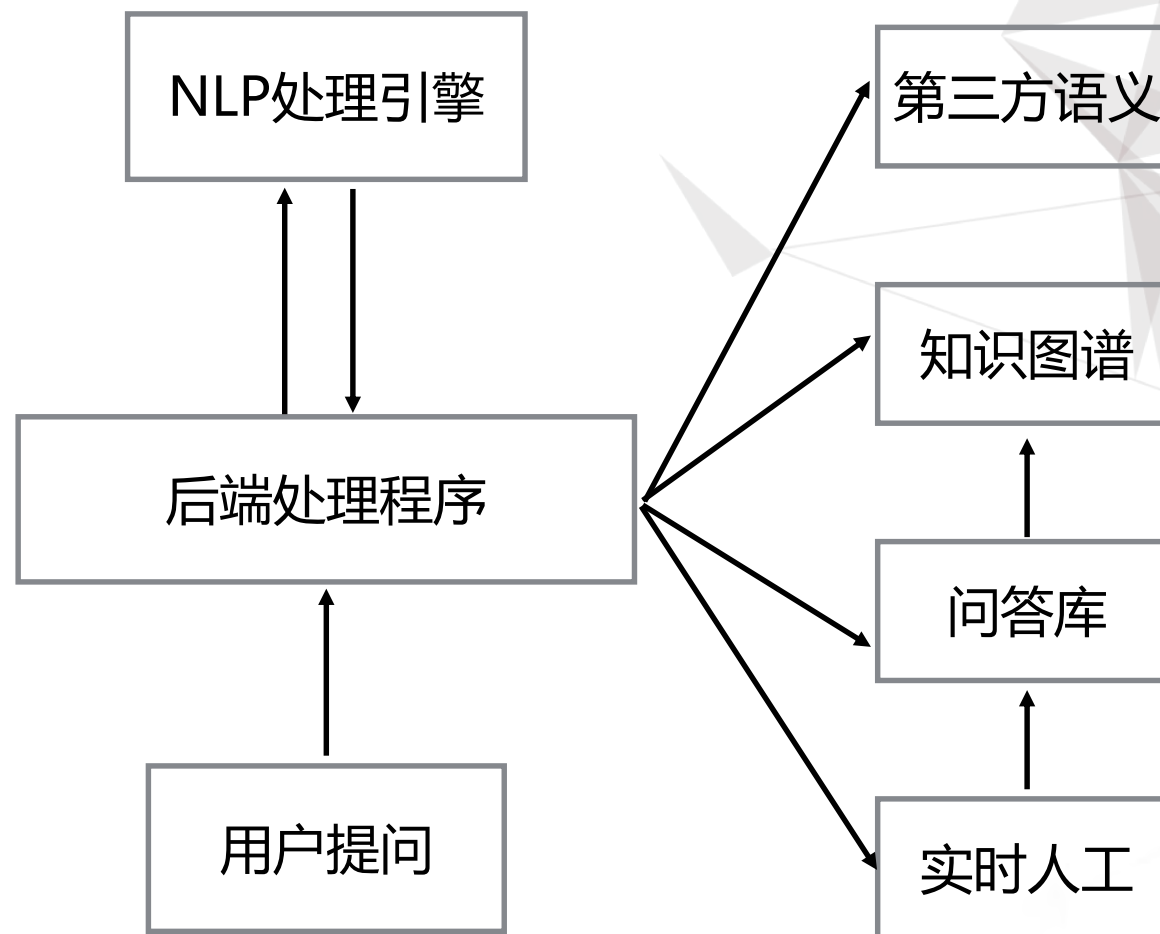 NLP处理引擎
第三方语义
知识图谱
后端处理程序
问答库
用户提问
实时人工